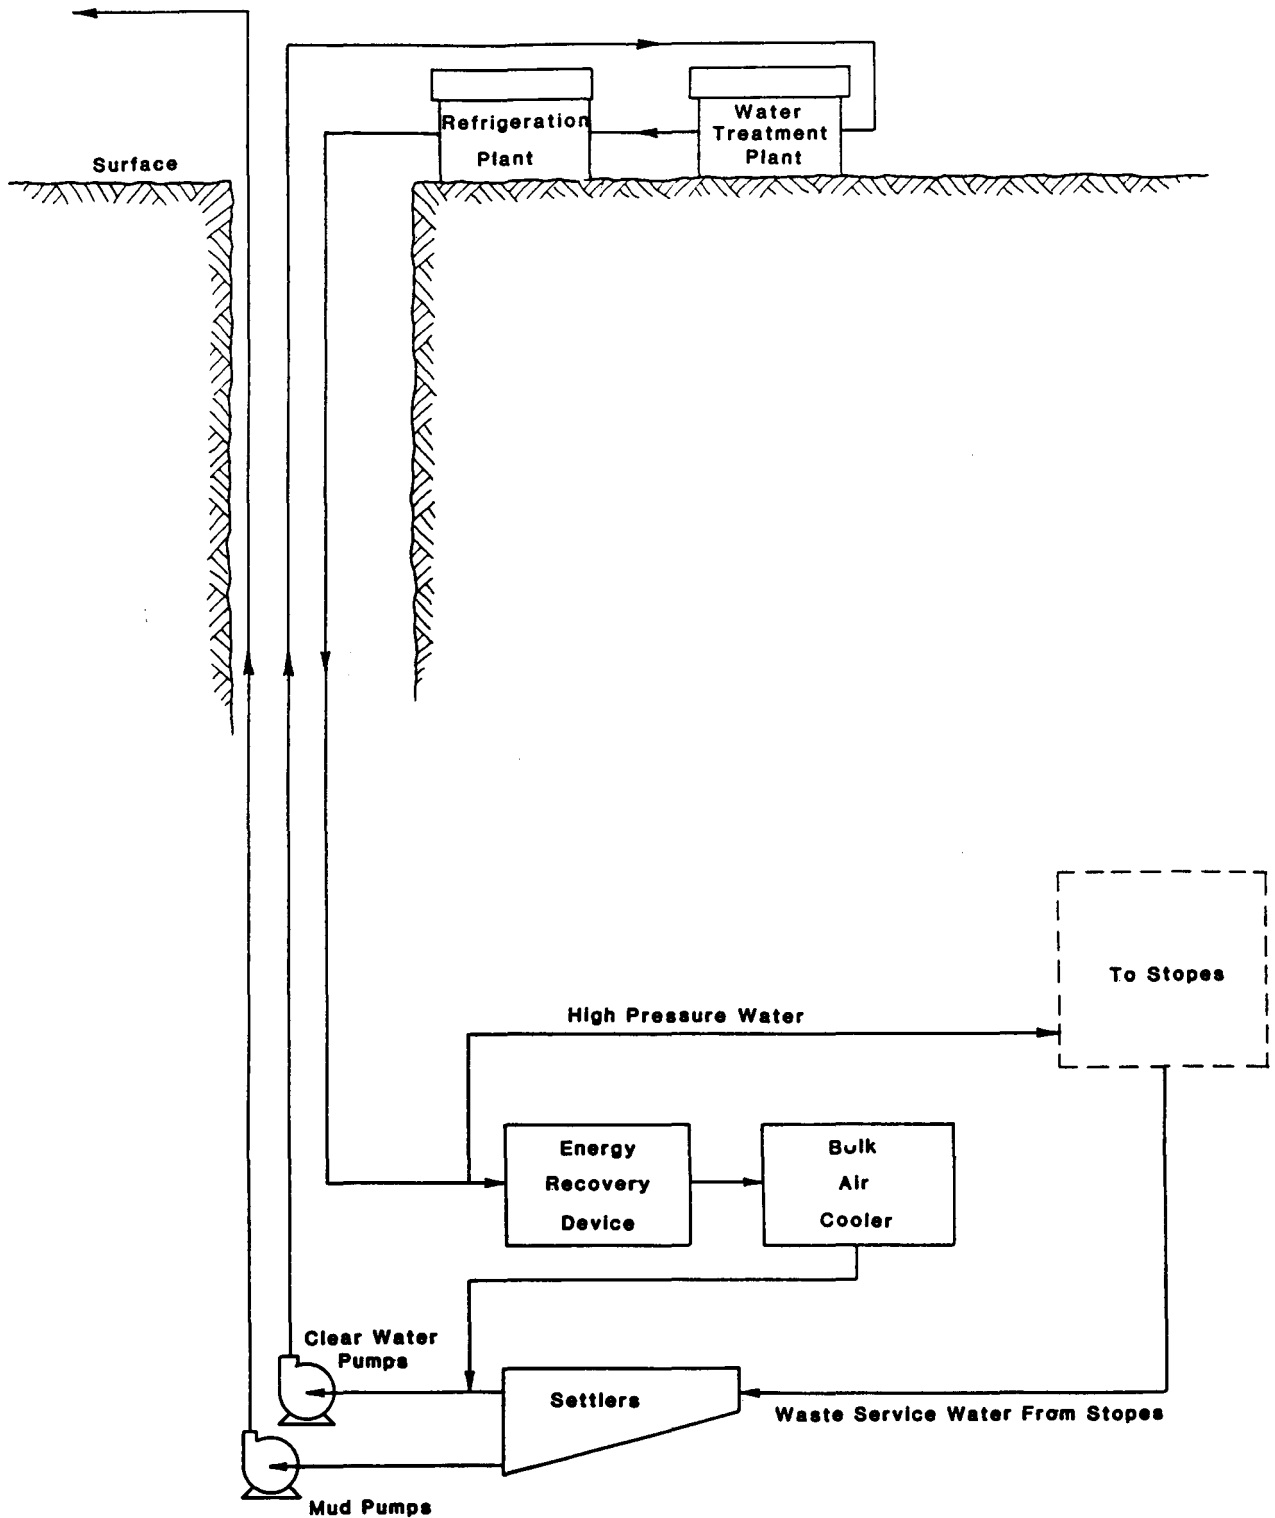 Surface
Refrigeration
Plant
Water
Treatment
Plant
To Stopes
High Pressure Water
Energy
Recovery
Device
Bulk
Air
Cooler
Clear Water
Pumps
Settlers
Waste Service Water From Stopes
Mud Pumps